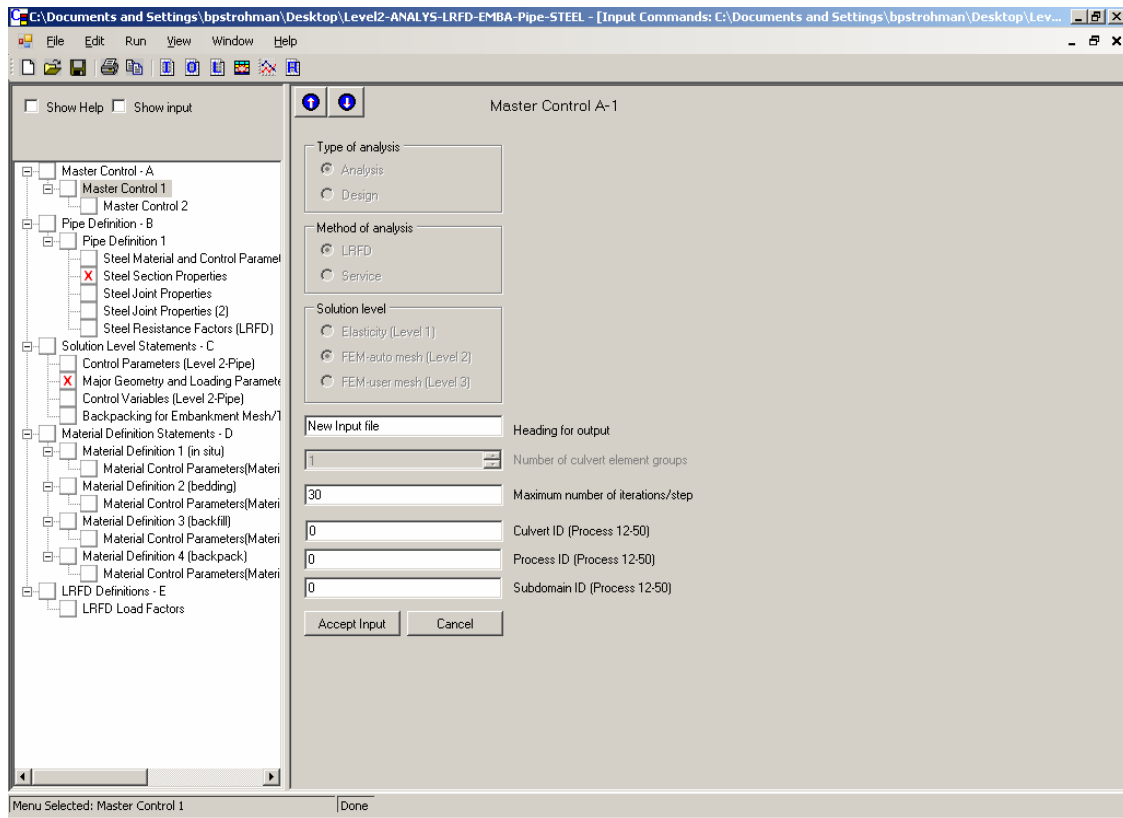 C:\Documents and Settings\bpstrohman\Desktop\Level2-ANALYS-LRFD-EMBA-Pipe-STEEL - [Input Commands: C:\Documents and Settings\bpstrohman\Desktop\Lev...
File Edit Run View Window Help
Show Help Show input
Master Control A-1
Master Control - A
Master Control 1
Master Control 2
Pipe Definition - B
Pipe Definition 1
Steel Material and Control Paramet
X Steel Section Properties
Steel Joint Properties
Steel Joint Properties (2)
Steel Resistance Factors (LRFD)
Solution Level Statements - C
Control Parameters (Level 2-Pipe)
X Major Geometry and Loading Paramete
Control Variables (Level 2-Pipe)
Backpacking for Embankment Mesh/T
Material Definition Statements - D
Material Definition 1 (in situ)
Material Control Parameters(Materi
Material Definition 2 (bedding)
Material Control Parameters(Materi
Material Definition 3 (backfill)
Material Control Parameters(Materi
Material Definition 4 (backpack)
Material Control Parameters(Materi
LRFD Definitions - E
LRFD Load Factors
Type of analysis
Analysis
Design
Method of analysis
LRFD
Service
Solution level
Elasticity (Level 1)
FEM-auto mesh (Level 2)
FEM-user mesh (Level 3)
New Input file Heading for output
1 Number of culvert element groups
30 Maximum number of iterations/step
0 Culvert ID (Process 12-50)
0 Process ID (Process 12-50)
0 Subdomain ID (Process 12-50)
Accept Input Cancel
Menu Selected: Master Control 1 Done